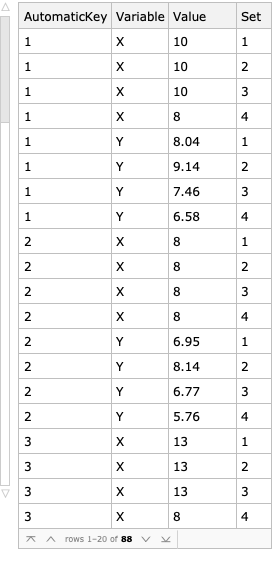 AutomaticKey Variable Value Set
1 X 10 1
1 X 10 2
1 X 10 3
1 X 8 4
1 Y 8.04 1
1 Y 9.14 2
1 Y 7.46 3
1 Y 6.58 4
2 X 8 1
2 X 8 2
2 X 8 3
2 X 8 4
2 Y 6.95 1
2 Y 8.14 2
2 Y 6.77 3
2 Y 5.76 4
3 X 13 1
3 X 13 2
3 X 13 3
3 X 8 4
rows 1–20 of 88